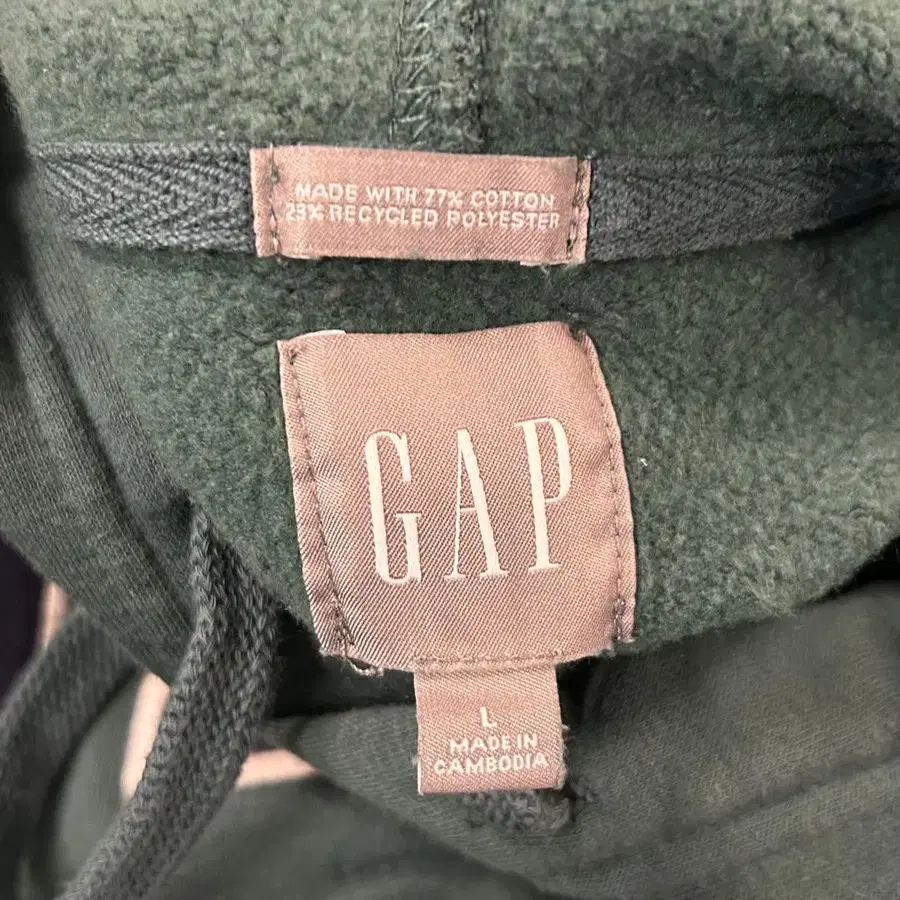 MADE WITH 77% COTTON
23% RECYCLED POLYESTER
GAP
L
MADE IN
CAMBODIA